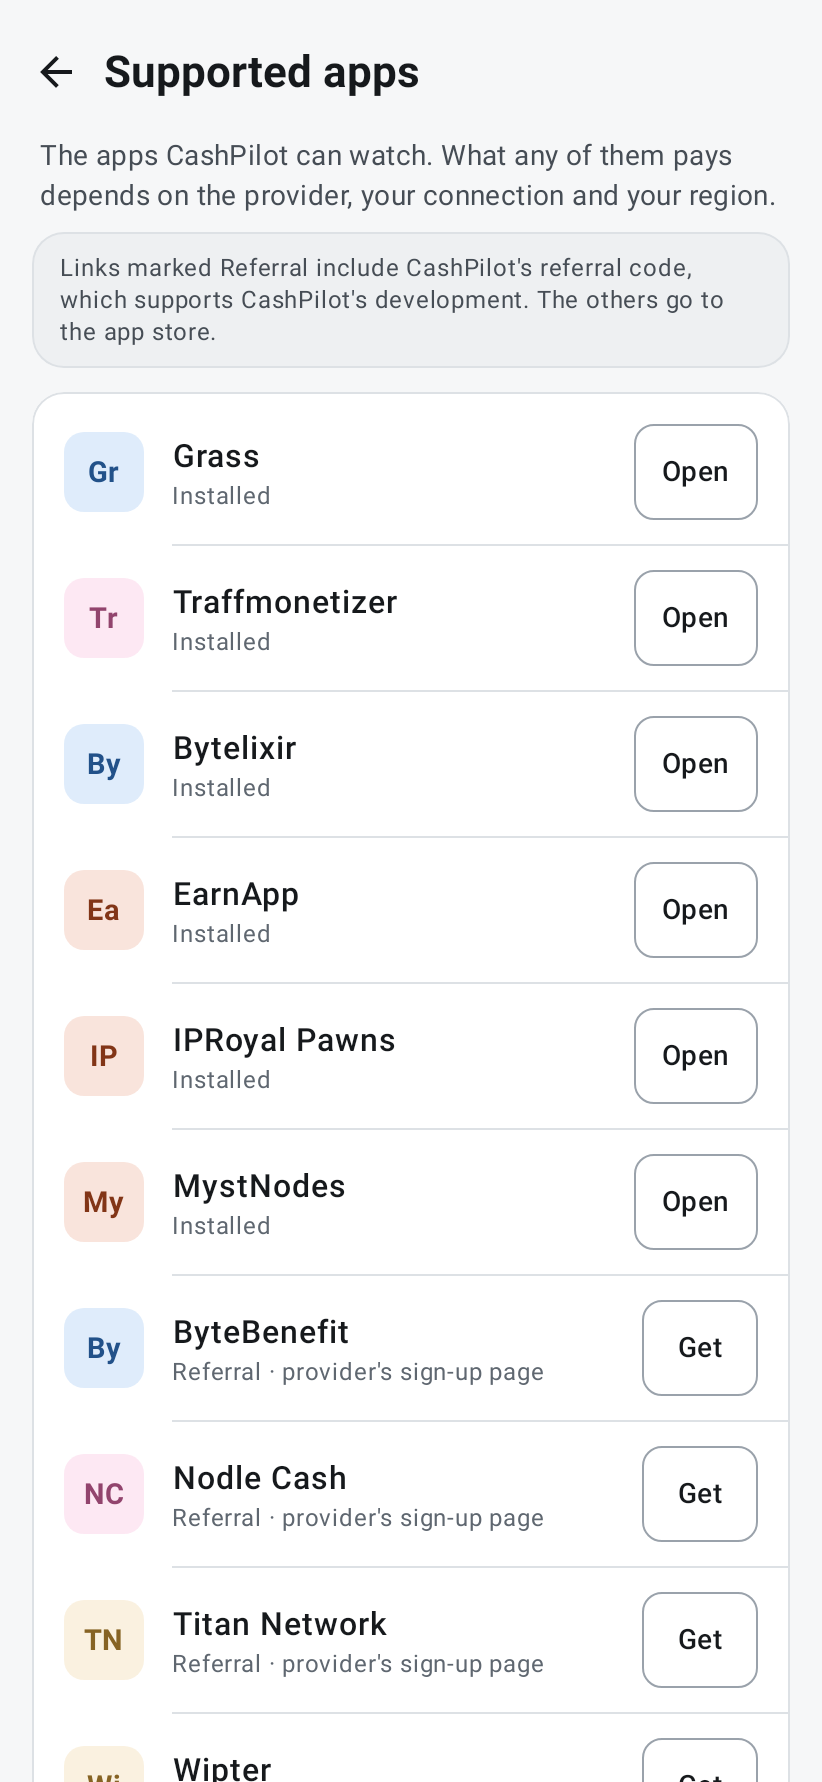 Supported apps
The apps CashPilot can watch. What any of them pays
depends on the provider, your connection and your region.
Links marked Referral include CashPilot's referral code,
which supports CashPilot's development. The others go to
the app store.
Gr
Grass
Installed
Open
Tr
Traffmonetizer
Installed
Open
By
Bytelixir
Installed
Open
Ea
EarnApp
Installed
Open
IP
IPRoyal Pawns
Installed
Open
My
MystNodes
Installed
Open
By
ByteBenefit
Referral · provider's sign-up page
Get
NC
Nodle Cash
Referral · provider's sign-up page
Get
TN
Titan Network
Referral · provider's sign-up page
Get
Wi
Wipter
Get